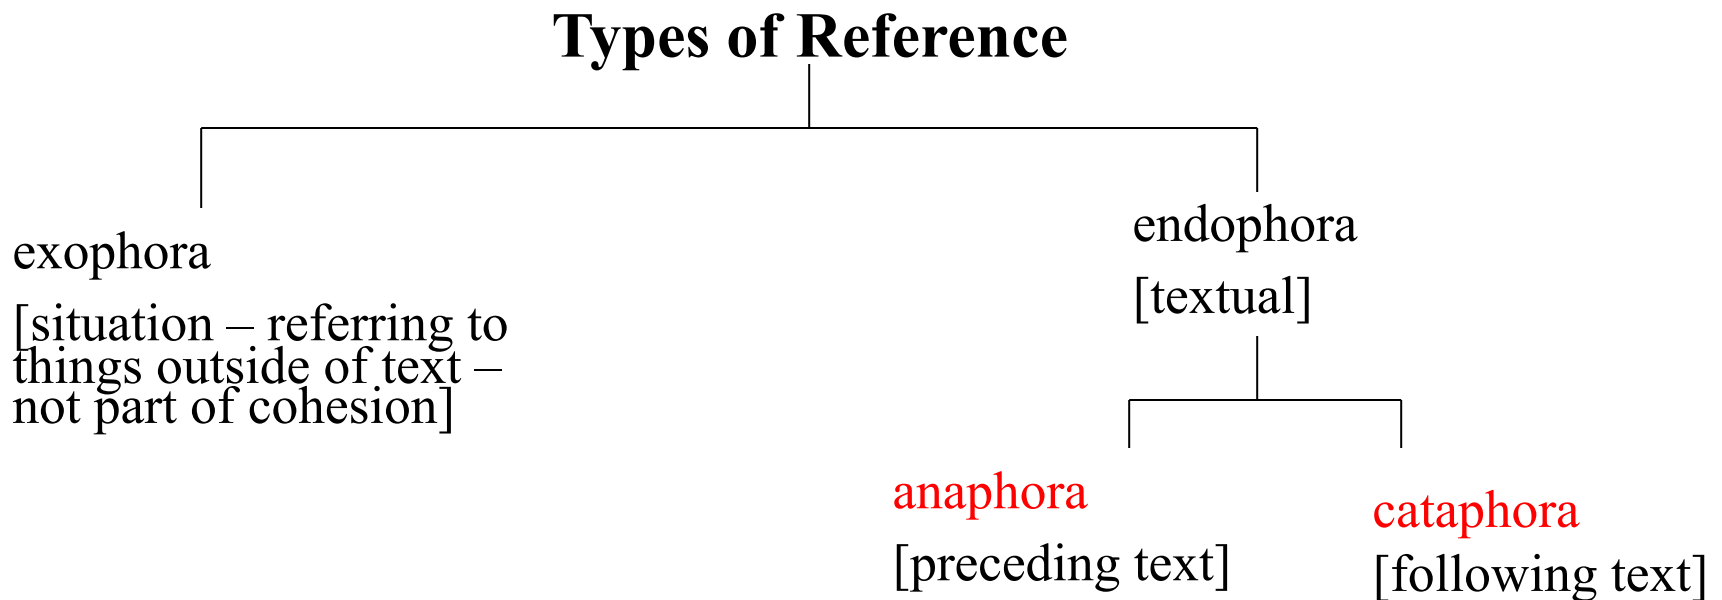 Types of Reference
exophora
[situation – referring to
things outside of text –
not part of cohesion]
endophora
[textual]
anaphora
[preceding text]
cataphora
[following text]